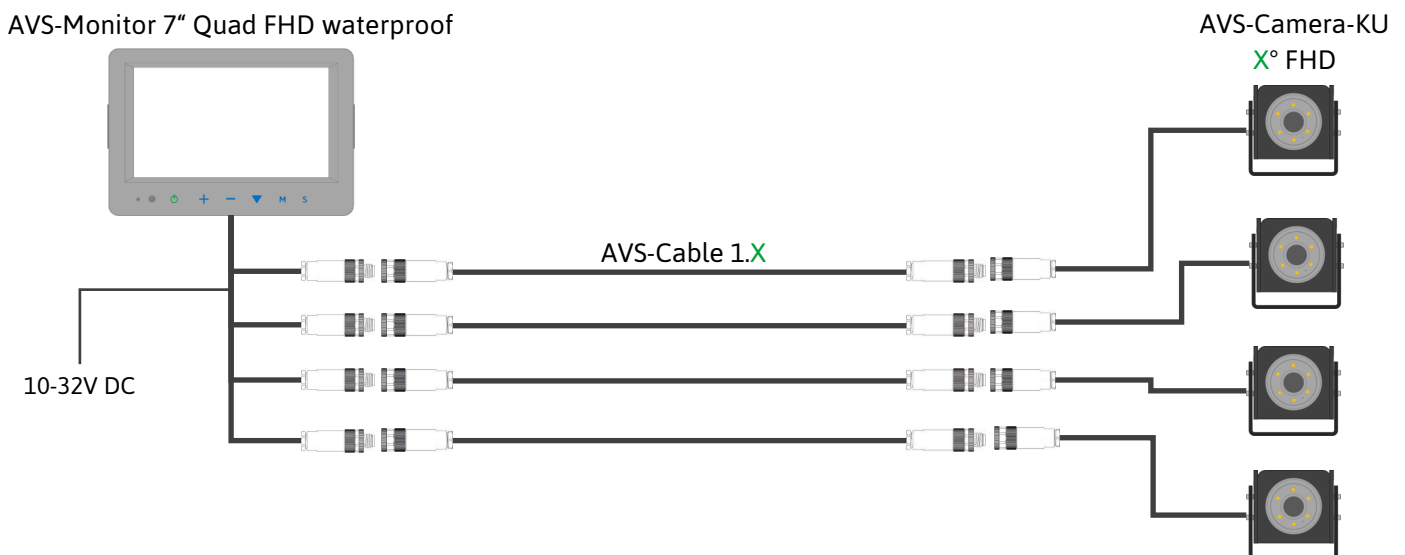 AVS-Monitor 7“ Quad FHD waterproof
AVS-Camera-KU
X° FHD
M S
AVS-Cable 1.X
10-32V DC